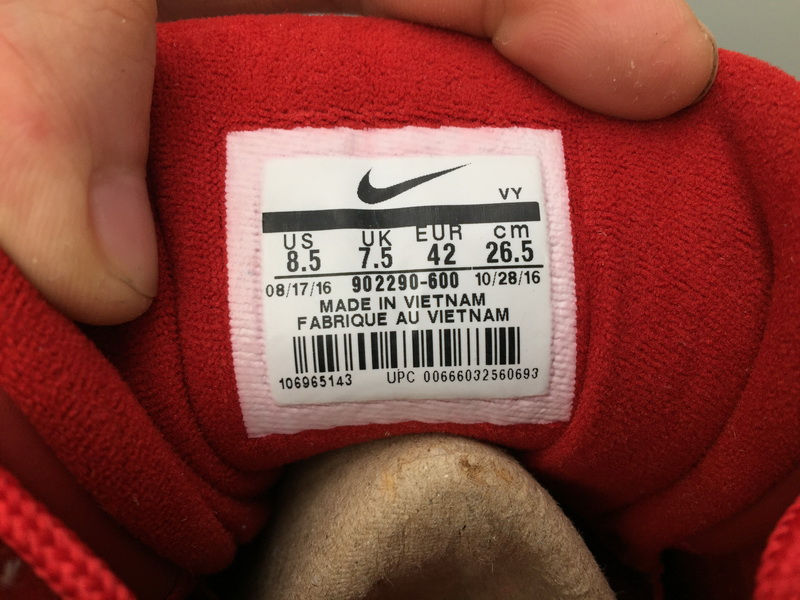 VY
US UK EUR cm
8.5 7.5 42 26.5
08/17/16 902290-600 10/28/16
MADE IN VIETNAM
FABRIQUE AU VIETNAM
106965143 UPC 00666032560693